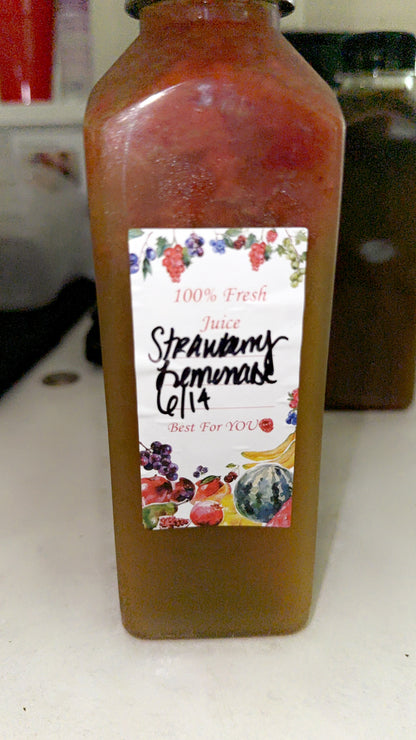 100% Fresh
Juice
Strawberry
Lemonade
6/14
Best For YOU